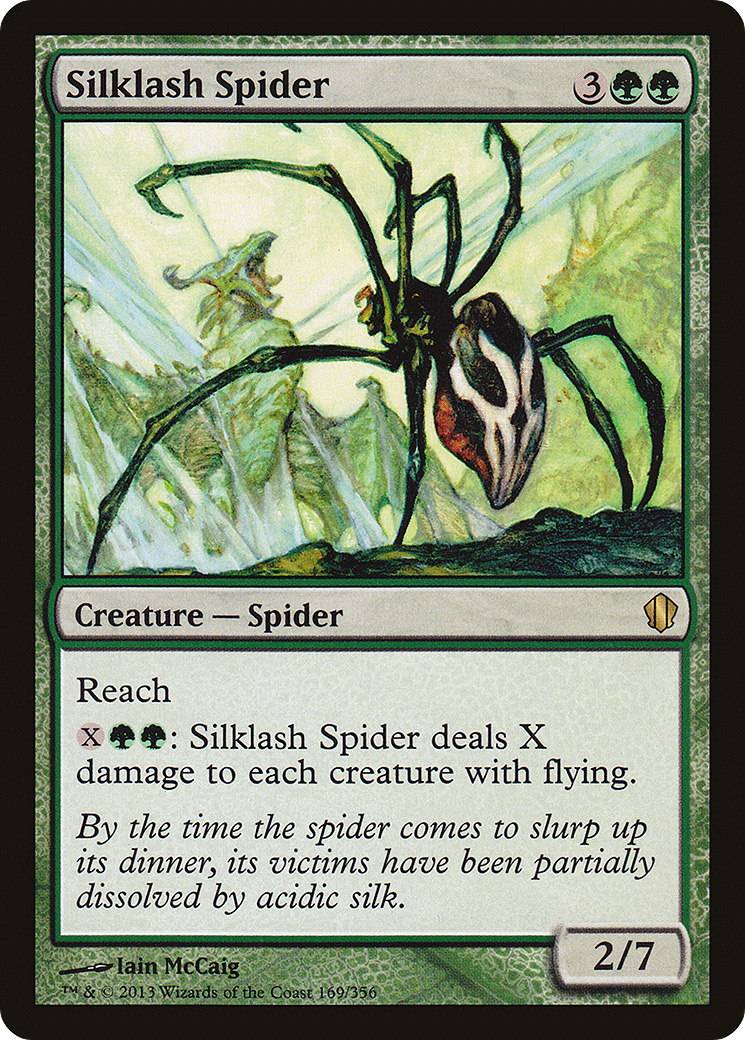 Silklash Spider 3
Creature — Spider
Reach
X: Silklash Spider deals X
damage to each creature with flying.
By the time the spider comes to slurp up
its dinner, its victims have been partially
dissolved by acidic silk.
2/7
Iain McCaig
™ & © 2013 Wizards of the Coast 169/356